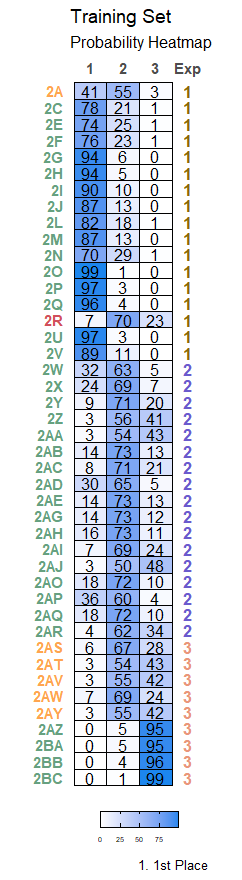 Training Set
Probability Heatmap
1 2 3 Exp
2A 41 55 3 1
2C 78 21 1 1
2E 74 25 1 1
2F 76 23 1 1
2G 94 6 0 1
2H 94 5 0 1
2I 90 10 0 1
2J 87 13 0 1
2L 82 18 1 1
2M 87 13 0 1
2N 70 29 1 1
2O 99 1 0 1
2P 97 3 0 1
2Q 96 4 0 1
2R 7 70 23 1
2U 97 3 0 1
2V 89 11 0 1
2W 32 63 5 2
2X 24 69 7 2
2Y 9 71 20 2
2Z 3 56 41 2
2AA 3 54 43 2
2AB 14 73 13 2
2AC 8 71 21 2
2AD 30 65 5 2
2AE 14 73 13 2
2AG 14 73 12 2
2AH 16 73 11 2
2AI 7 69 24 2
2AJ 3 50 48 2
2AO 18 72 10 2
2AP 36 60 4 2
2AQ 18 72 10 2
2AR 4 62 34 2
2AS 6 67 28 3
2AT 3 54 43 3
2AV 3 55 42 3
2AW 7 69 24 3
2AY 3 55 42 3
2AZ 0 5 95 3
2BA 0 5 95 3
2BB 0 4 96 3
2BC 0 1 99 3
0 25 50 75
1. 1st Place